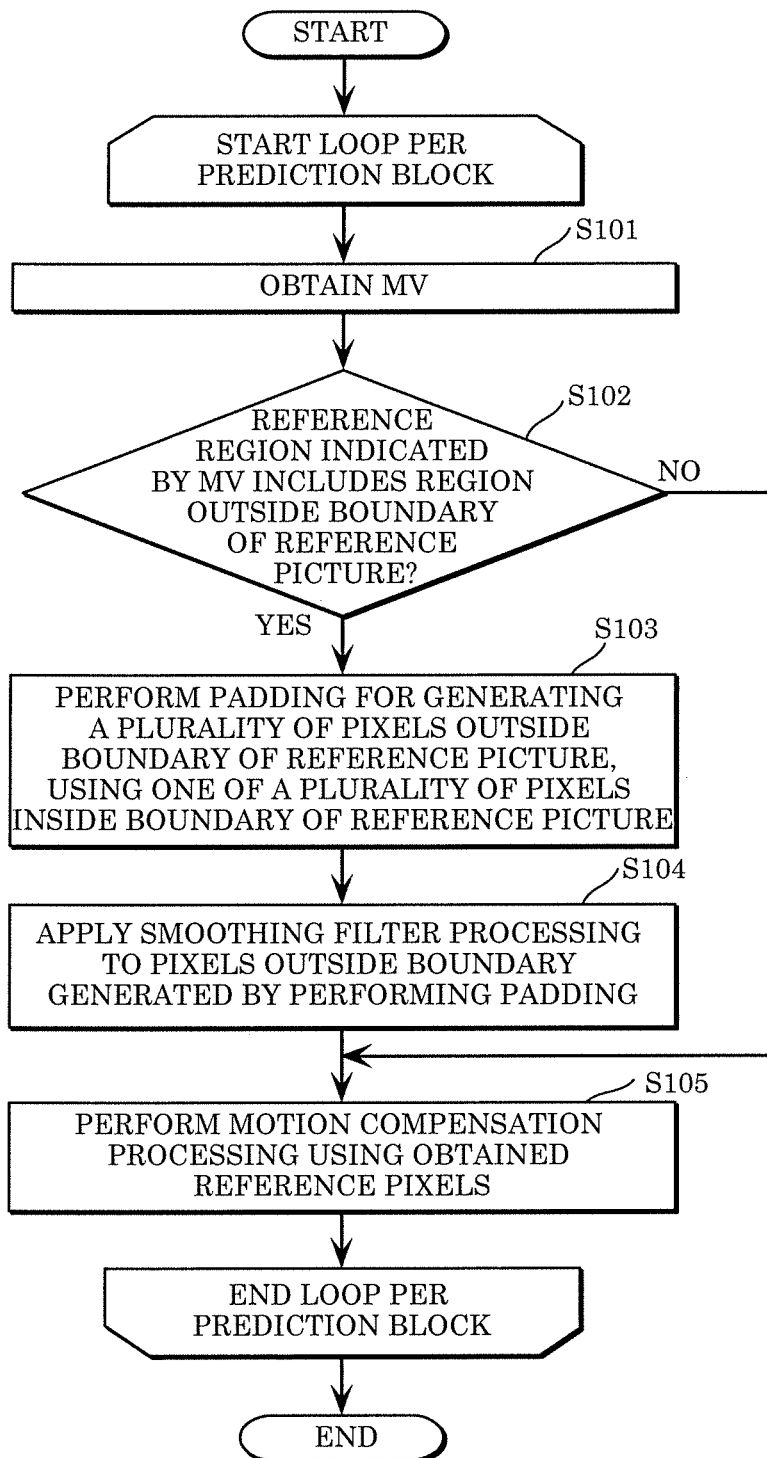 START
START LOOP PER
PREDICTION BLOCK
S101
OBTAIN MV
S102
REFERENCE
REGION INDICATED
BY MV INCLUDES REGION
OUTSIDE BOUNDARY
OF REFERENCE
PICTURE?
NO
YES
S103
PERFORM PADDING FOR GENERATING
A PLURALITY OF PIXELS OUTSIDE
BOUNDARY OF REFERENCE PICTURE,
USING ONE OF A PLURALITY OF PIXELS
INSIDE BOUNDARY OF REFERENCE PICTURE
S104
APPLY SMOOTHING FILTER PROCESSING
TO PIXELS OUTSIDE BOUNDARY
GENERATED BY PERFORMING PADDING
S105
PERFORM MOTION COMPENSATION
PROCESSING USING OBTAINED
REFERENCE PIXELS
END LOOP PER
PREDICTION BLOCK
END